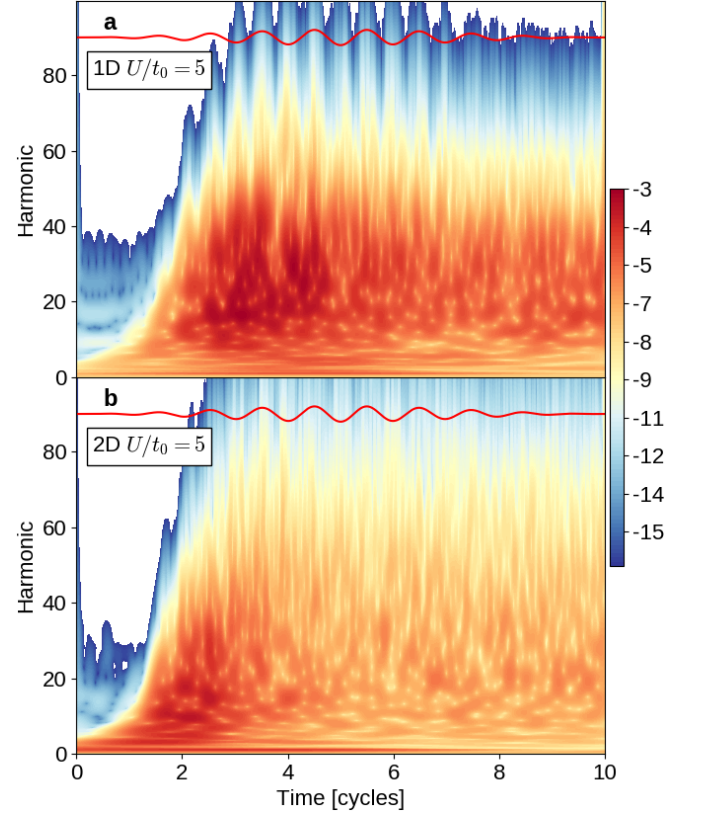 a
1D U/t₀ = 5
Harmonic
80
60
40
20
0
b
2D U/t₀ = 5
Harmonic
80
60
40
20
0
0 2 4 6 8 10
Time [cycles]
-3
-4
-5
-7
-8
-9
-11
-12
-14
-15